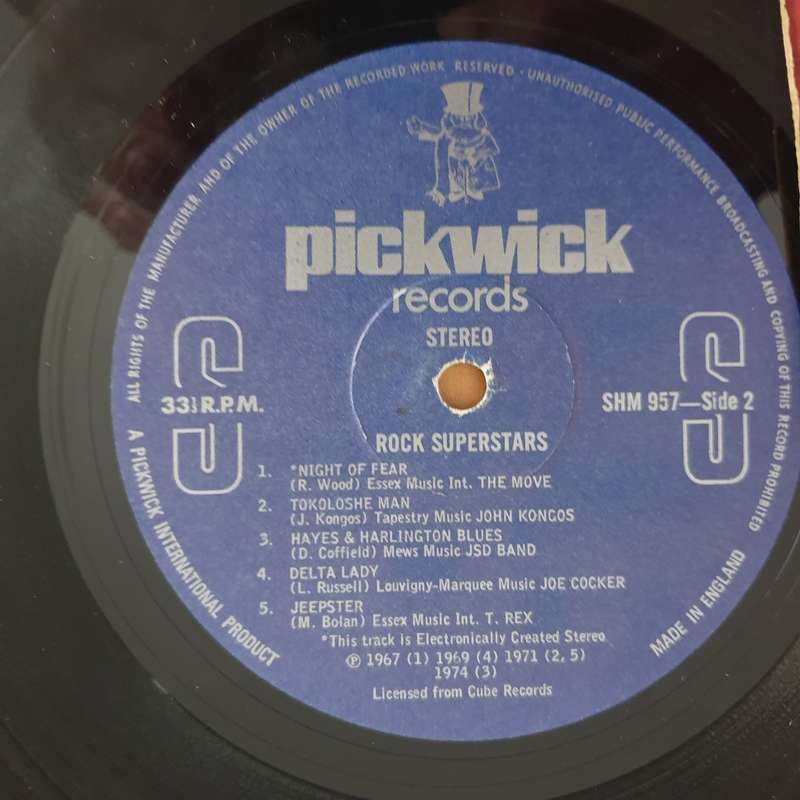 ALL RIGHTS OF THE MANUFACTURER AND OF THE OWNER OF THE RECORDED WORK RESERVED · UNAUTHORISED PUBLIC PERFORMANCE BROADCASTING AND COPYING OF THIS RECORD PROHIBITED
pickwick
records
STEREO
33⅓ R.P.M.
SHM 957—Side 2
ROCK SUPERSTARS
1. *NIGHT OF FEAR
(R. Wood) Essex Music Int. THE MOVE
2. TOKOLOSHE MAN
(J. Kongos) Tapestry Music JOHN KONGOS
3. HAYES & HARLINGTON BLUES
(D. Coffield) Mews Music JSD BAND
4. DELTA LADY
(L. Russell) Louvigny-Marquee Music JOE COCKER
5. JEEPSTER
(M. Bolan) Essex Music Int. T. REX
*This track is Electronically Created Stereo
℗ 1967 (1) 1969 (4) 1971 (2, 5)
1974 (3)
Licensed from Cube Records
A PICKWICK INTERNATIONAL PRODUCT
MADE IN ENGLAND